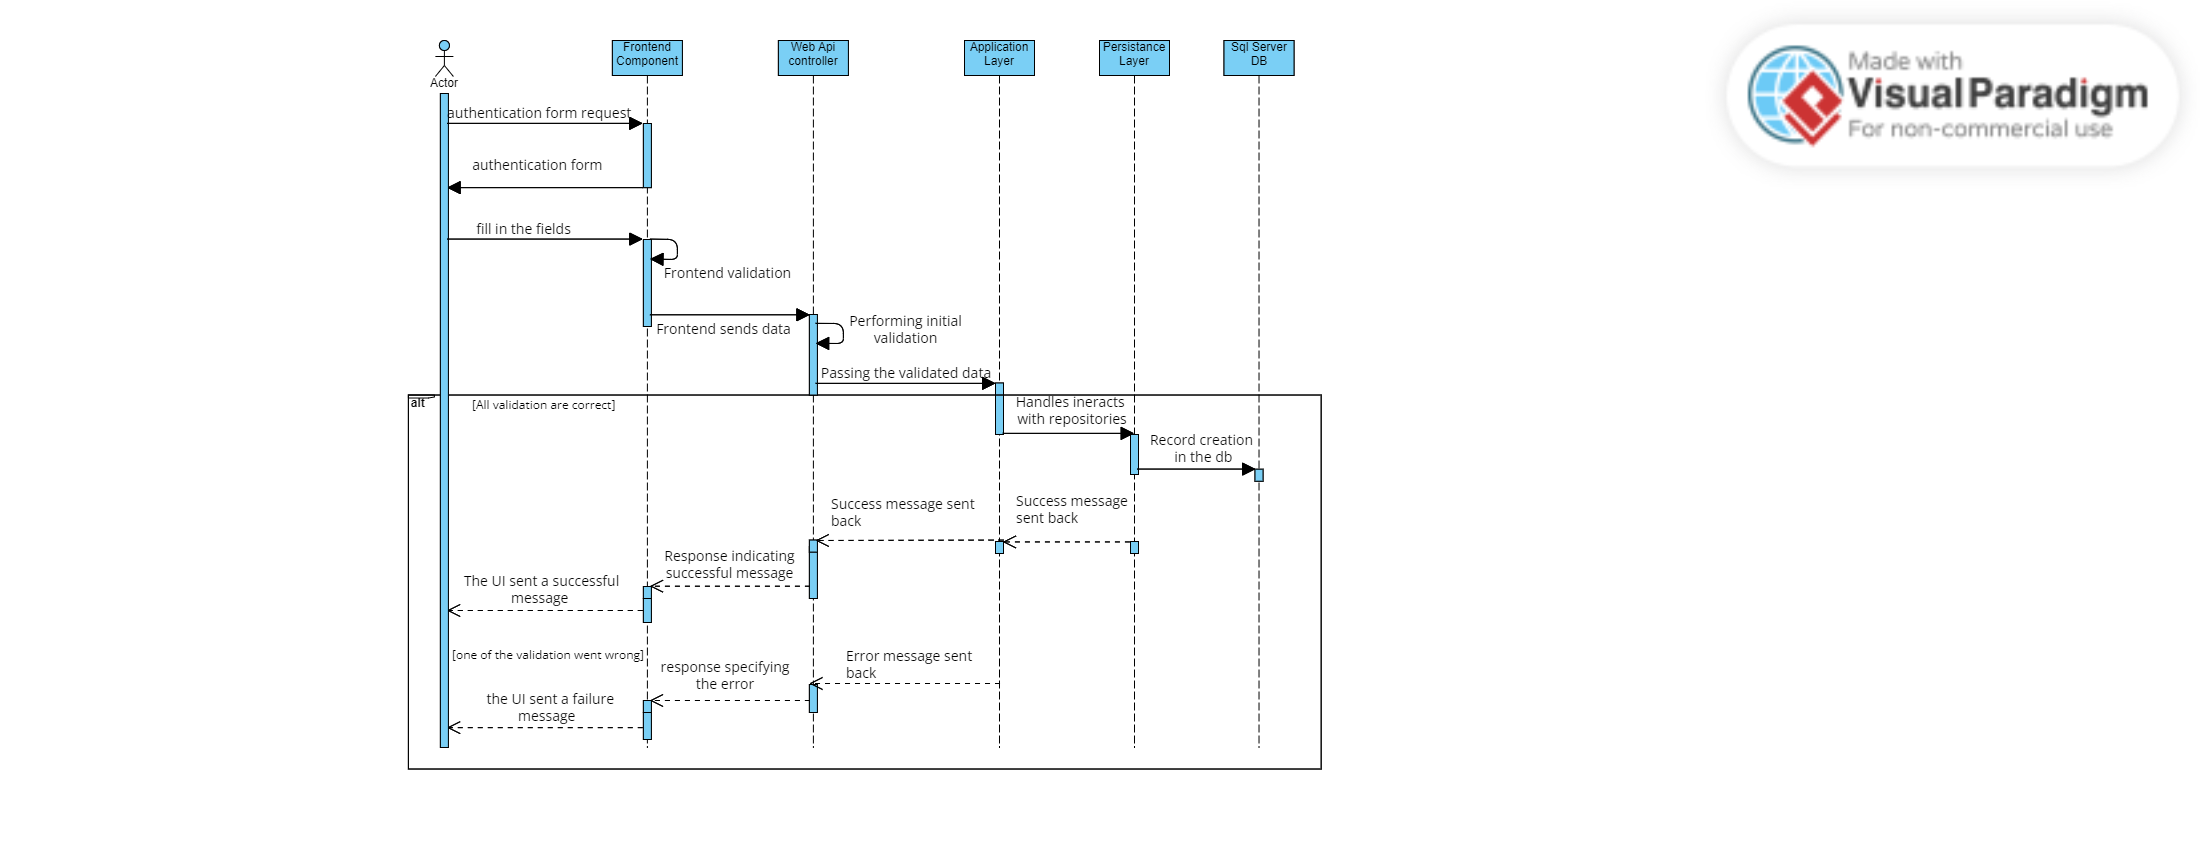 Made with
Visual Paradigm
For non-commercial use
Actor
Frontend
Component
Web Api
controller
Application
Layer
Persistance
Layer
Sql Server
DB
authentication form request
authentication form
fill in the fields
Frontend validation
Frontend sends data
Performing initial
validation
Passing the validated data
alt
[All validation are correct]
Handles ineracts
with repositories
Record creation
in the db
Success message
sent back
Success message sent
back
Response indicating
successful message
The UI sent a successful
message
[one of the validation went wrong]
Error message sent
back
response specifying
the error
the UI sent a failure
message